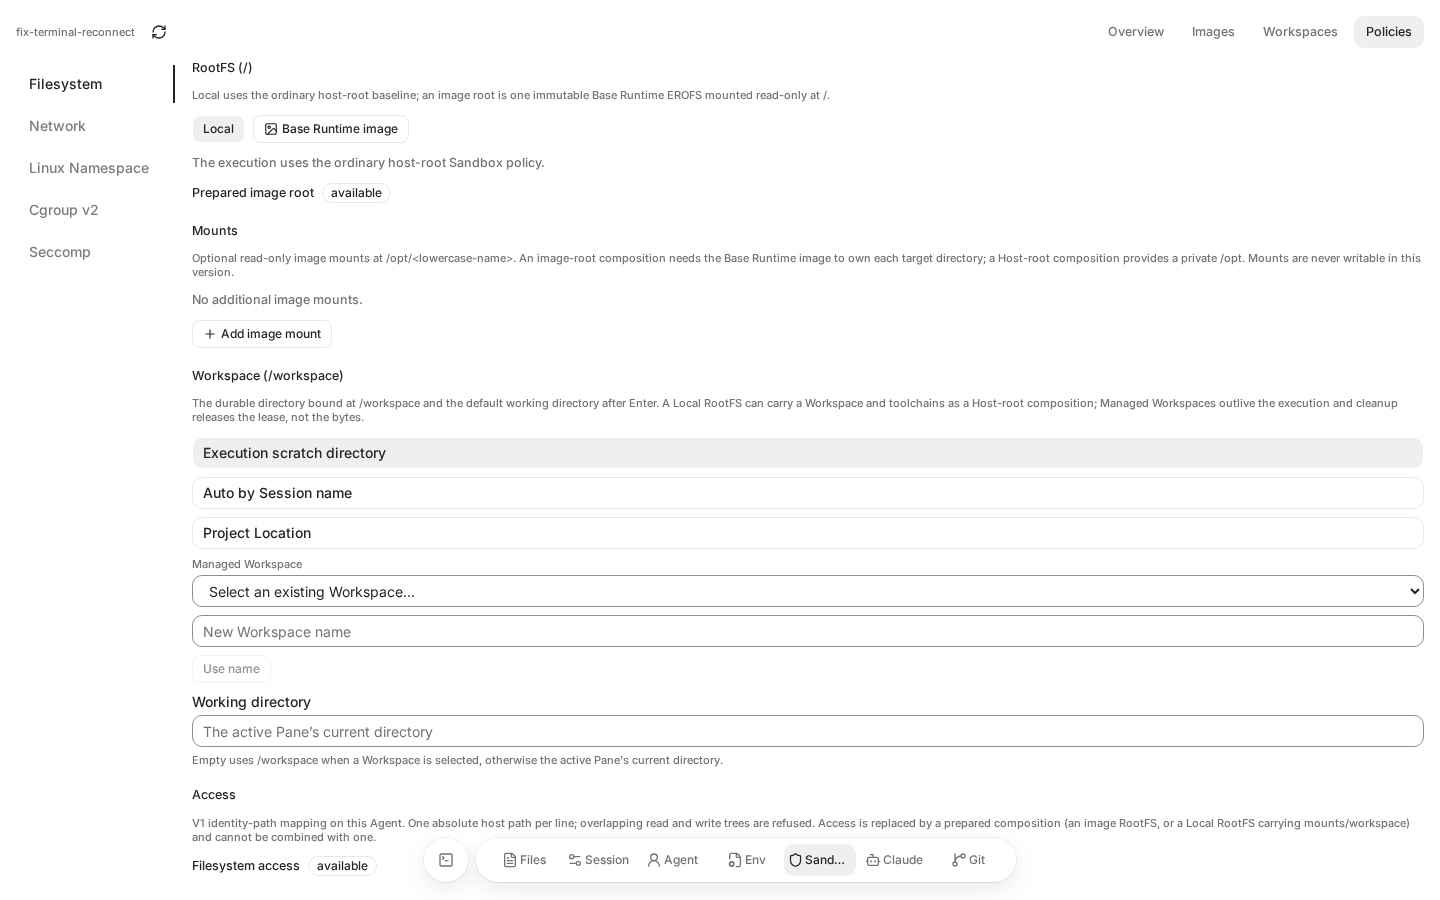 fix-terminal-reconnect
Overview
Images
Workspaces
Policies
Filesystem
Network
Linux Namespace
Cgroup v2
Seccomp
RootFS (/)
Local uses the ordinary host-root baseline; an image root is one immutable Base Runtime EROFS mounted read-only at /.
Local
Base Runtime image
The execution uses the ordinary host-root Sandbox policy.
Prepared image root available
Mounts
Optional read-only image mounts at /opt/<lowercase-name>. An image-root composition needs the Base Runtime image to own each target directory; a Host-root composition provides a private /opt. Mounts are never writable in this
version.
No additional image mounts.
Add image mount
Workspace (/workspace)
The durable directory bound at /workspace and the default working directory after Enter. A Local RootFS can carry a Workspace and toolchains as a Host-root composition; Managed Workspaces outlive the execution and cleanup
releases the lease, not the bytes.
Execution scratch directory
Auto by Session name
Project Location
Managed Workspace
Select an existing Workspace...
New Workspace name
Use name
Working directory
The active Pane's current directory
Empty uses /workspace when a Workspace is selected, otherwise the active Pane's current directory.
Access
V1 identity-path mapping on this Agent. One absolute host path per line; overlapping read and write trees are refused. Access is replaced by a prepared composition (an image RootFS, or a Local RootFS carrying mounts/workspace)
and cannot be combined with one.
Filesystem access available
Files
Session
Agent
Env
Sand...
Claude
Git